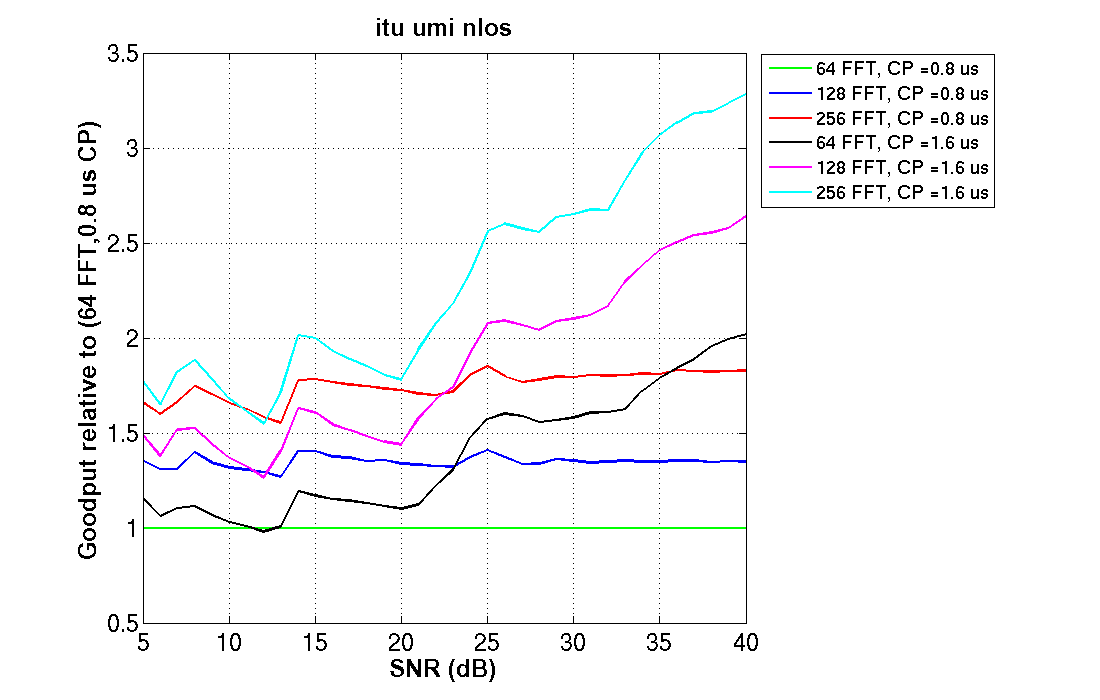 itu umi nlos
Goodput relative to (64 FFT,0.8 us CP)
3.5
3
2.5
2
1.5
1
0.5
5 10 15 20 25 30 35 40
SNR (dB)
64 FFT, CP =0.8 us
128 FFT, CP =0.8 us
256 FFT, CP =0.8 us
64 FFT, CP =1.6 us
128 FFT, CP =1.6 us
256 FFT, CP =1.6 us